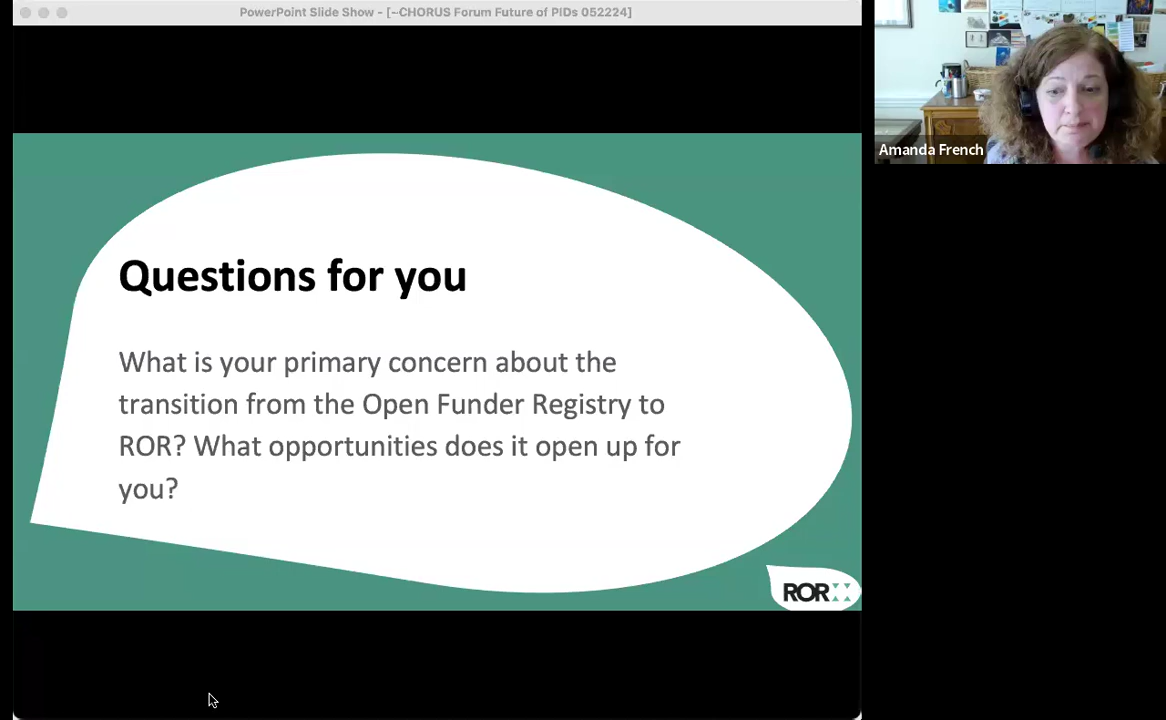 PowerPoint Slide Show - [~CHORUS Forum Future of PIDs 052224]
Amanda French
Questions for you
What is your primary concern about the
transition from the Open Funder Registry to
ROR? What opportunities does it open up for
you?
ROR